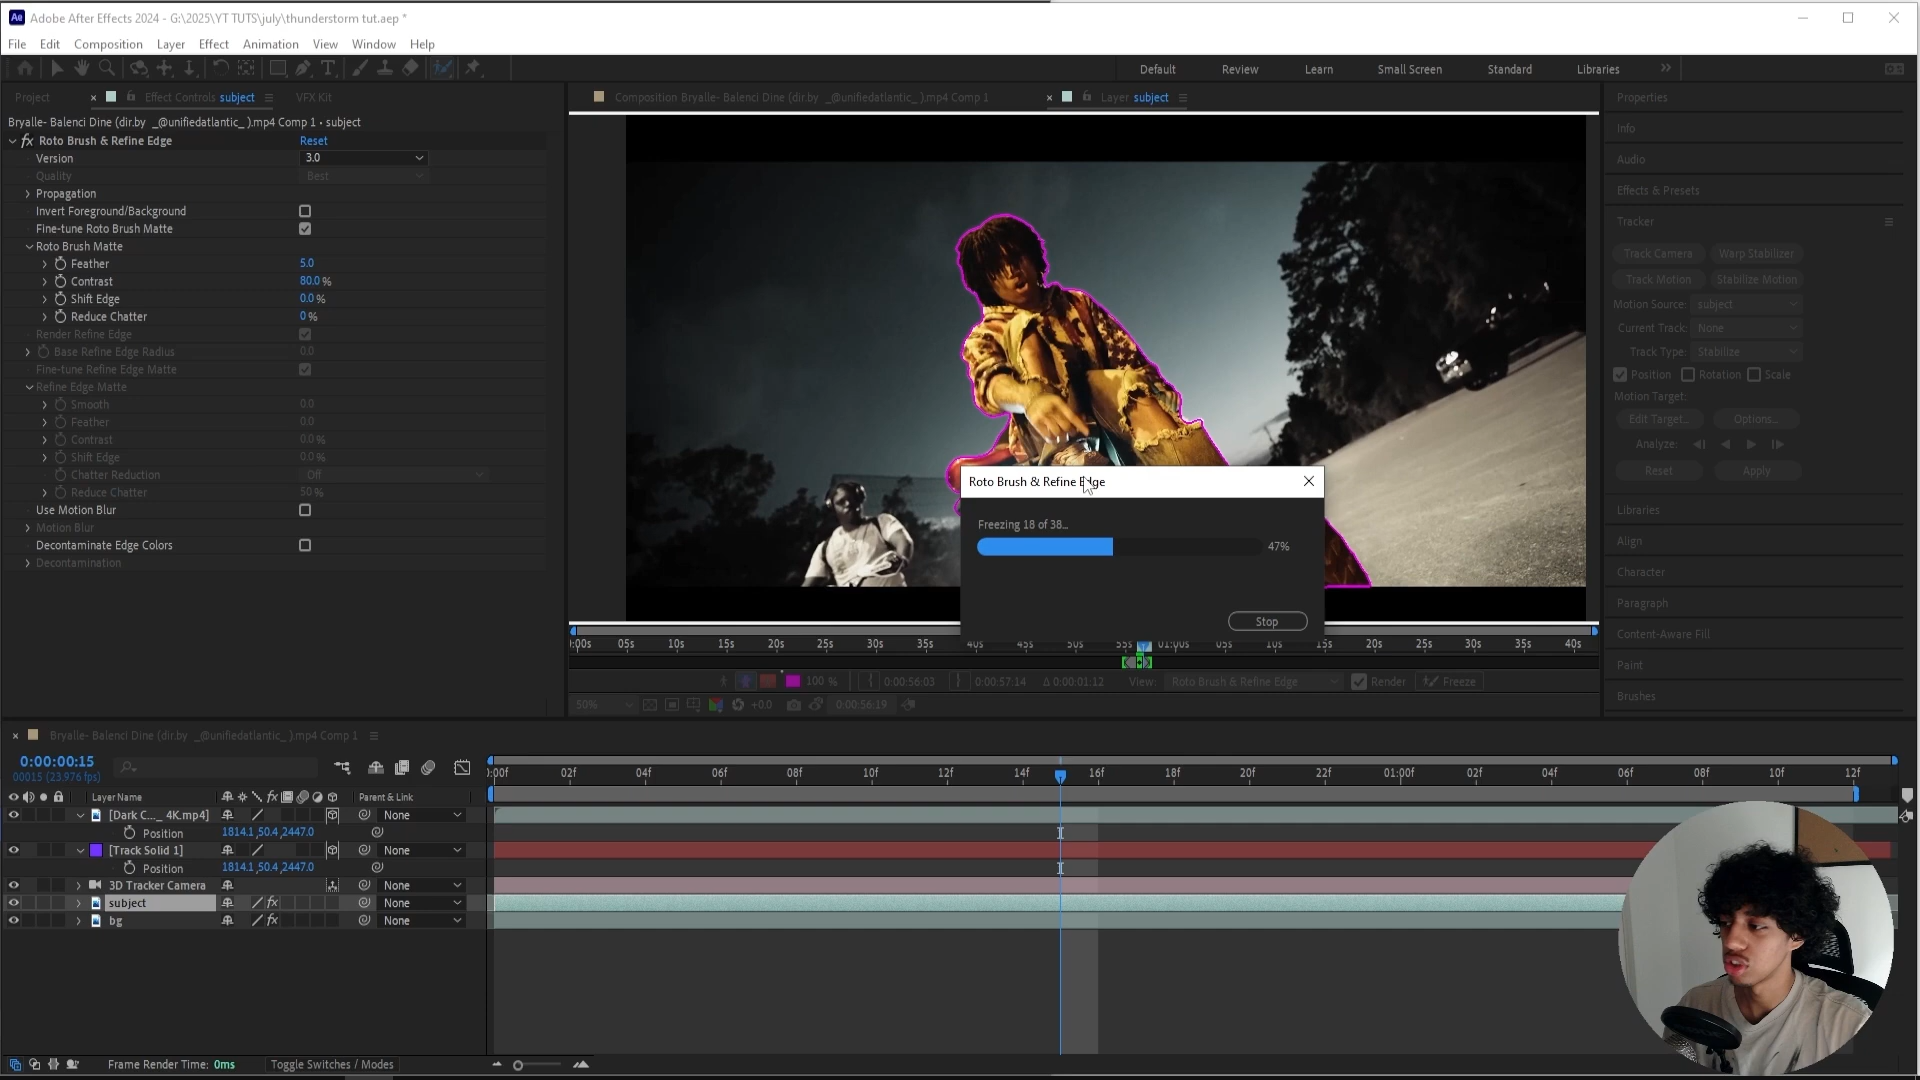 Adobe After Effects 2024 - G:\2025\YT TUTS\july\thunderstorm tut.aep *
File Edit Composition Layer Effect Animation View Window Help
Default Review Learn Small Screen Standard Libraries
Project Effect Controls subject VFX Kit
Composition Bryalle- Balenci Dine (dir.by _@unifiedatlantic_ ).mp4 Comp 1 Layer subject
Bryalle- Balenci Dine (dir.by _@unifiedatlantic_ ).mp4 Comp 1 • subject
fx Roto Brush & Refine Edge Reset
Version 3.0
Quality Best
Propagation
Invert Foreground/Background
Fine-tune Roto Brush Matte
Roto Brush Matte
Feather 5.0
Contrast 80.0 %
Shift Edge 0.0 %
Reduce Chatter 0 %
Render Refine Edge
Base Refine Edge Radius 0.0
Fine-tune Refine Edge Matte
Refine Edge Matte
Smooth 0.0
Feather 0.0
Contrast 0.0 %
Shift Edge 0.0 %
Chatter Reduction Off
Reduce Chatter 50 %
Use Motion Blur
Motion Blur
Decontaminate Edge Colors
Decontamination
Roto Brush & Refine Edge
Freezing 18 of 38...
47%
Stop
:00s 05s 10s 15s 20s 25s 30s 35s 40s 45s 50s 55s 01:00s 05s 10s 15s 20s 25s 30s 35s 40s
100 % 0:00:56:03 0:00:57:14 Δ 0:00:01:12 View: Roto Brush & Refine Edge Render Freeze
50% +0.0 0:00:56:19
Properties
Info
Audio
Effects & Presets
Tracker
Track Camera Warp Stabilizer
Track Motion Stabilize Motion
Motion Source: subject
Current Track: None
Track Type: Stabilize
Position Rotation Scale
Motion Target:
Edit Target... Options...
Analyze:
Reset Apply
Libraries
Align
Character
Paragraph
Content-Aware Fill
Paint
Brushes
Bryalle- Balenci Dine (dir.by _@unifiedatlantic_ ).mp4 Comp 1
0:00:00:15
00015 (23.976 fps)
:00f 02f 04f 06f 08f 10f 12f 14f 16f 18f 20f 22f 01:00f 02f 04f 06f 08f 10f 12f
Layer Name fx Parent & Link
[Dark C..._ 4K.mp4] None
Position 1814.1,50.4,2447.0
[Track Solid 1] None
Position 1814.1,50.4,2447.0
3D Tracker Camera None
subject fx None
bg fx None
Frame Render Time: 0ms Toggle Switches / Modes